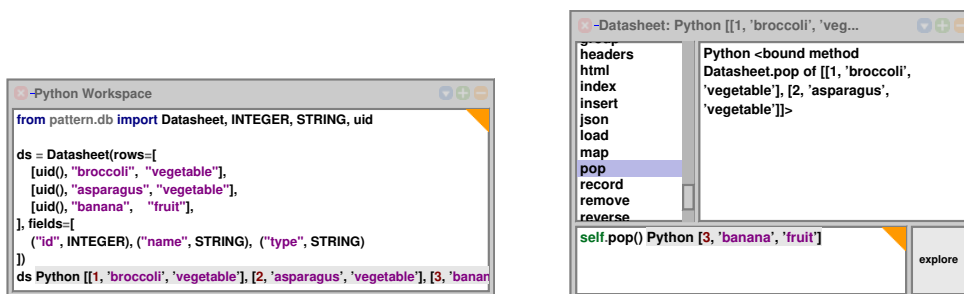 Python Workspace
from pattern.db import Datasheet, INTEGER, STRING, uid
ds = Datasheet(rows=[
[uid(), "broccoli", "vegetable"],
[uid(), "asparagus", "vegetable"],
[uid(), "banana", "fruit"],
], fields=[
("id", INTEGER), ("name", STRING), ("type", STRING)
])
ds Python [[1, 'broccoli', 'vegetable'], [2, 'asparagus', 'vegetable'], [3, 'banan
Datasheet: Python [[1, 'broccoli', 'veg...
group
headers
html
index
insert
json
load
map
pop
record
remove
reverse
Python <bound method
Datasheet.pop of [[1, 'broccoli',
'vegetable'], [2, 'asparagus',
'vegetable']]>
self.pop() Python [3, 'banana', 'fruit']
explore